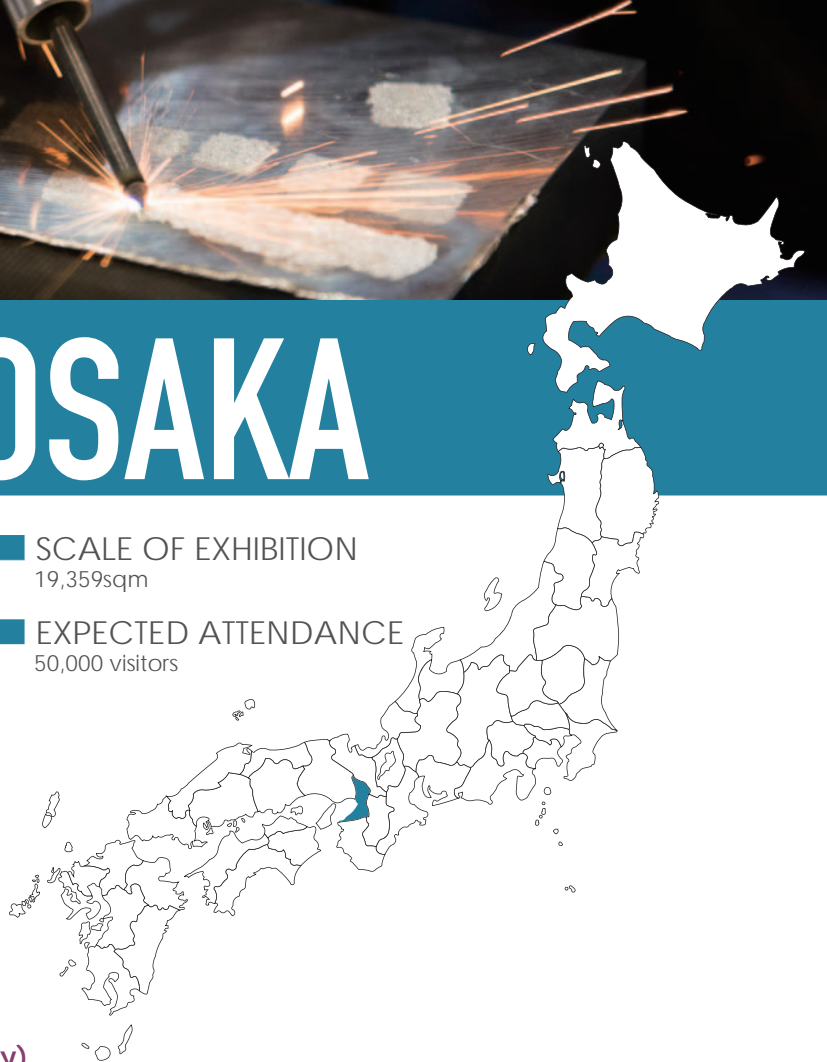 OSAKA
SCALE OF EXHIBITION
19,359sqm
EXPECTED ATTENDANCE
50,000 visitors
y)